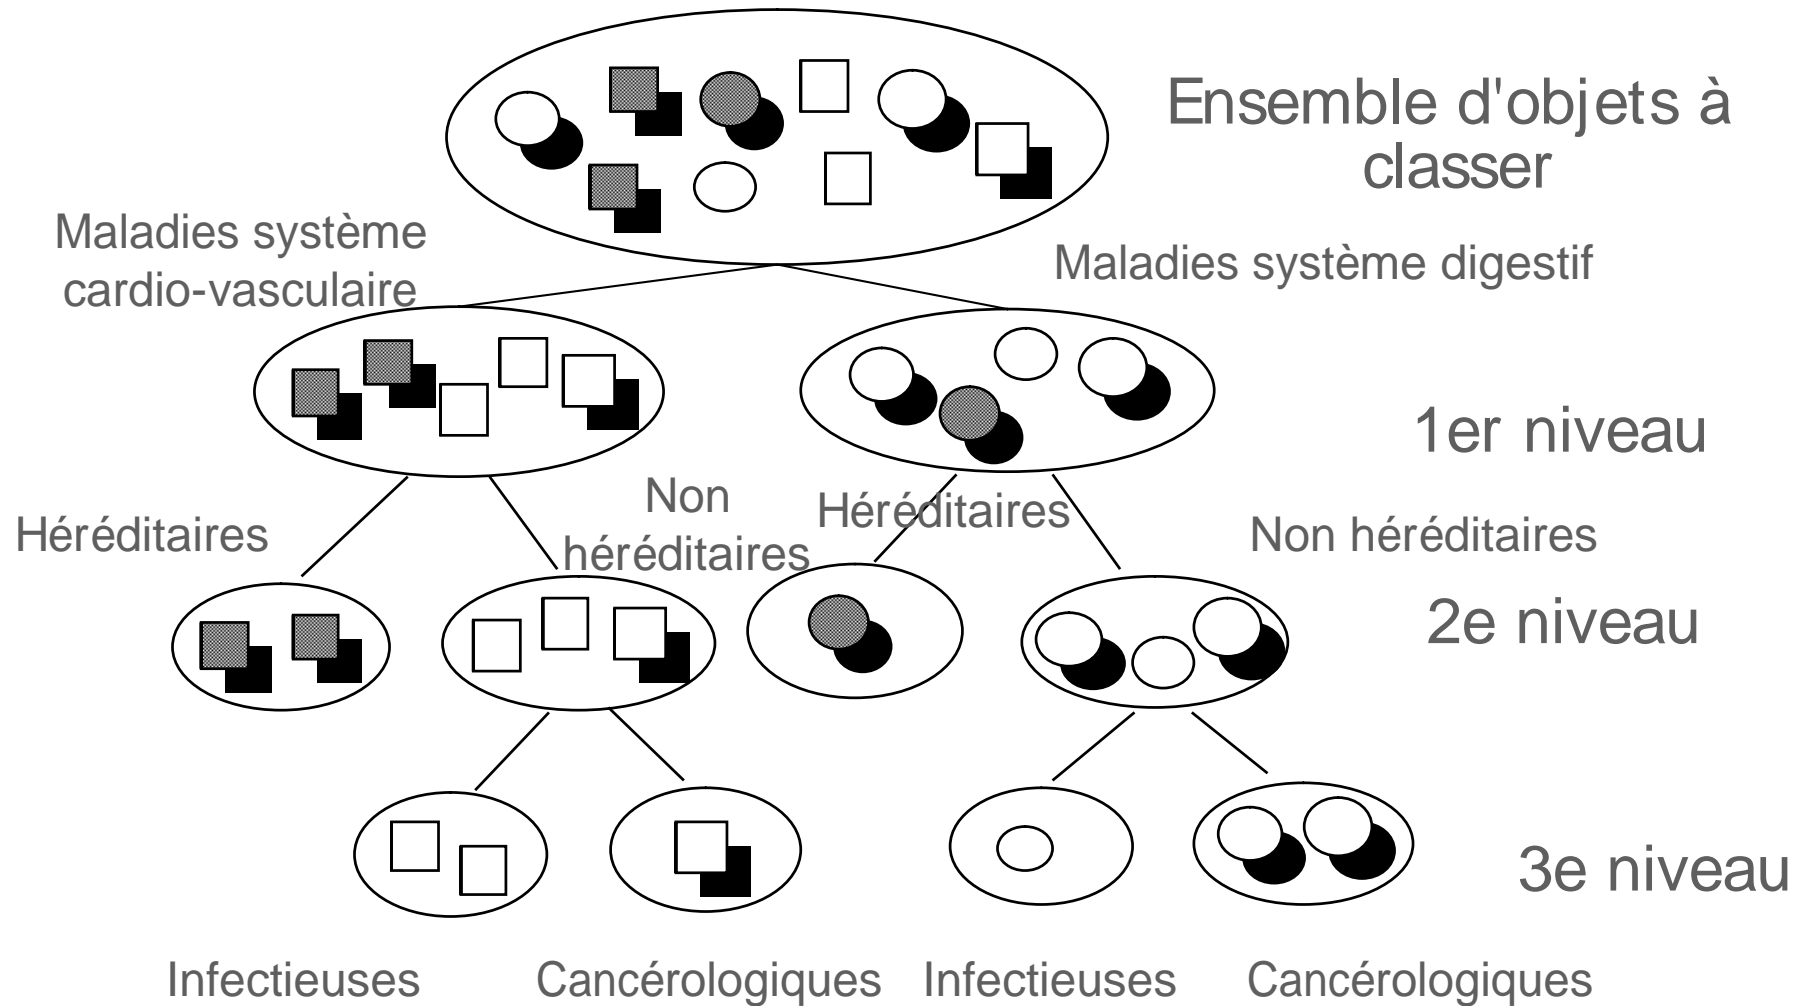 Ensemble d'objets à
classer
Maladies système
cardio-vasculaire
Maladies système digestif
1er niveau
Héréditaires
Non
héréditaires
Héréditaires
Non héréditaires
2e niveau
3e niveau
Infectieuses
Cancérologiques
Infectieuses
Cancérologiques